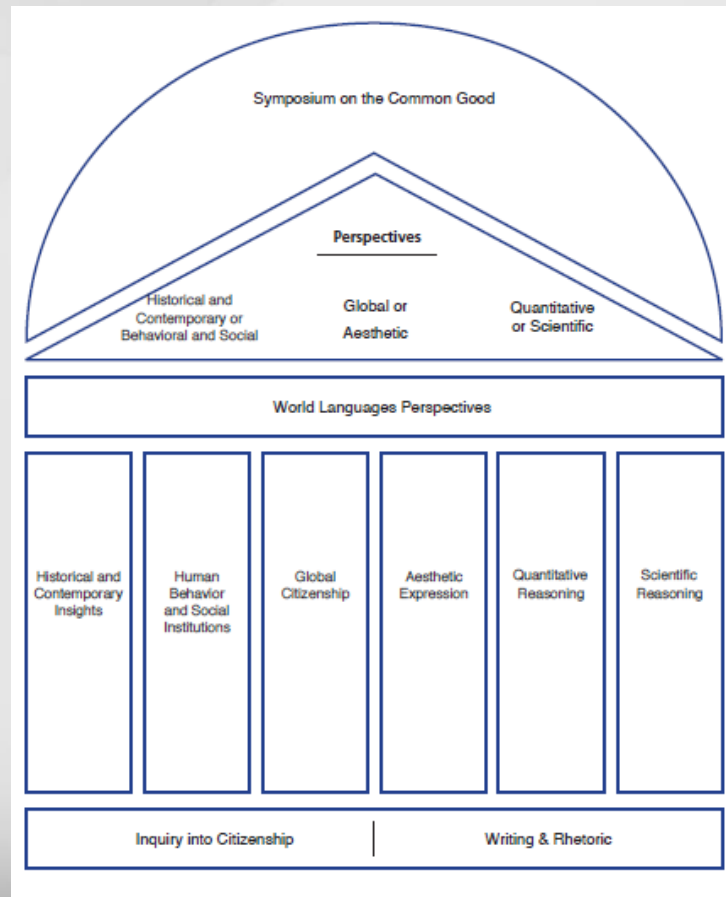 Symposium on the Common Good
Perspectives
Historical and
Contemporary or
Behavioral and Social
Global or
Aesthetic
Quantitative
or Scientific
World Languages Perspectives
Historical and
Contemporary
Insights
Human
Behavior
and Social
Institutions
Global
Citizenship
Aesthetic
Expression
Quantitative
Reasoning
Scientific
Reasoning
Inquiry into Citizenship
Writing & Rhetoric